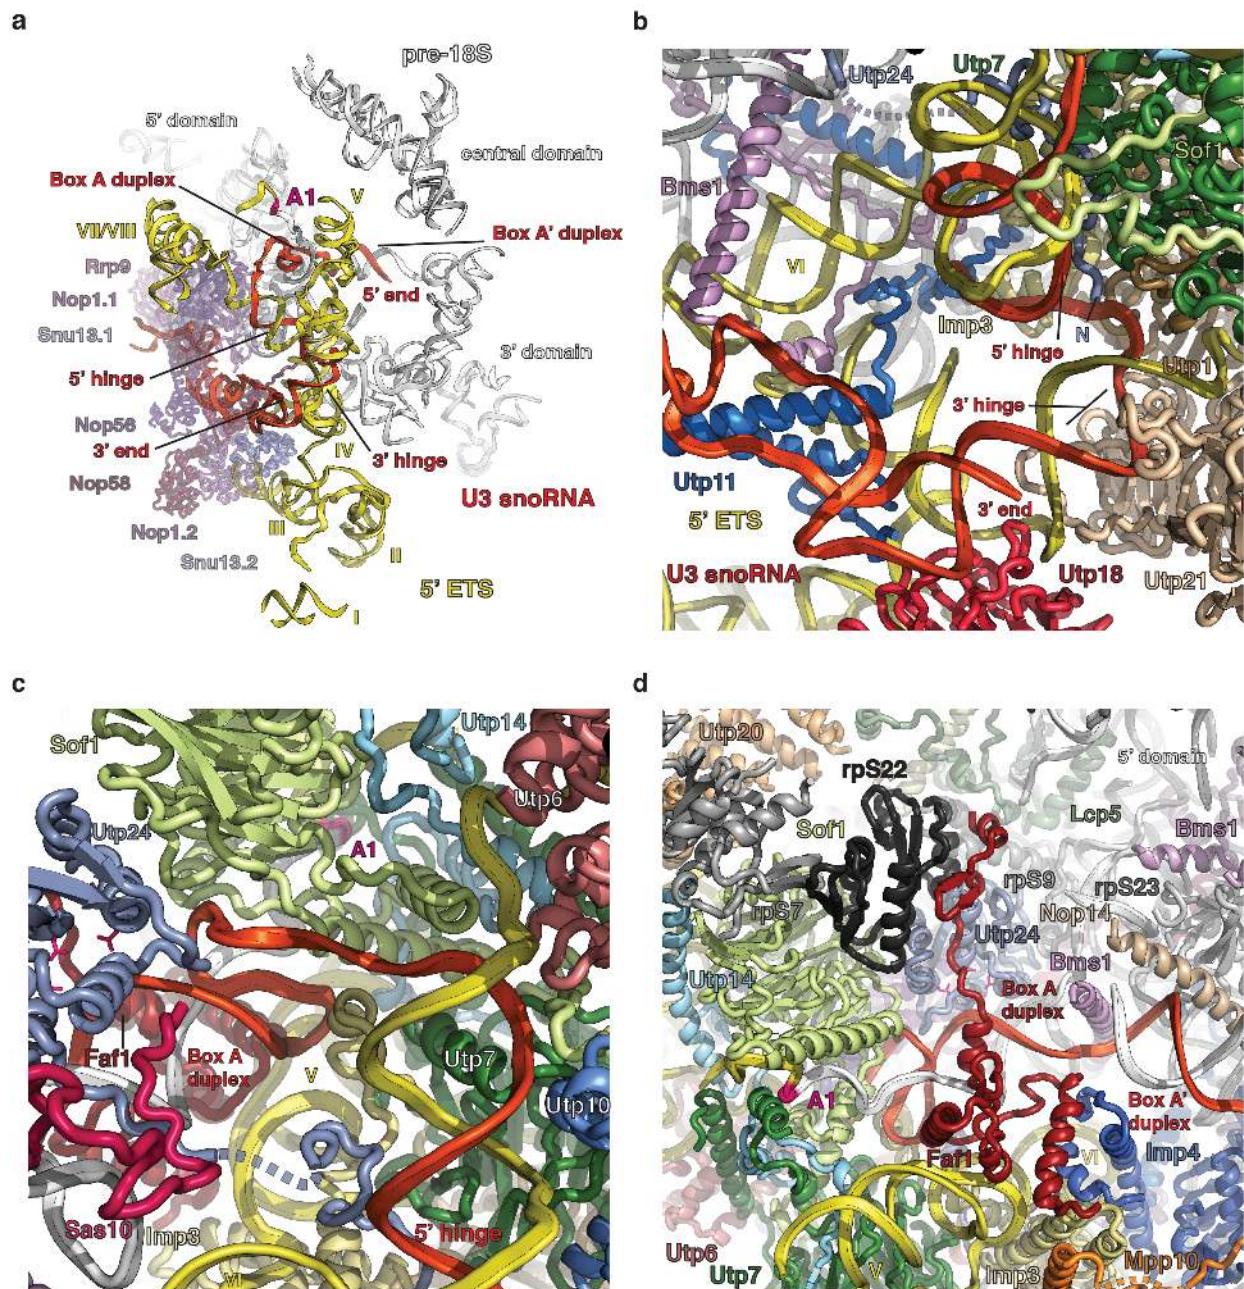 a
pre-18S
5' domain
central domain
Box A duplex
A1
V
VII/VIII
Box A' duplex
Rrp9
5' end
Nop1.1
Snu13.1
3' domain
5' hinge
Nop56
3' end
IV
3' hinge
Nop58
U3 snoRNA
Nop1.2
III
Snu13.2
II
5' ETS
I
b
Utp24
Utp7
Sof1
Bms1
VI
Imp3
N
5' hinge
Utp1
3' hinge
Utp11
3' end
5' ETS
U3 snoRNA
Utp18
Utp21
c
Utp14
Sof1
Utp6
Utp24
A1
Faf1
Box A
duplex
V
Utp7
Utp10
Sas10
Imp3
5' hinge
VI
d
Utp20
5' domain
rpS22
Sof1
Lcp5
Bms1
rpS9
rpS23
rpS7
Nop14
Utp24
Utp14
Bms1
Box A
duplex
A1
Box A'
duplex
Faf1
VI
Imp4
Utp6
Utp7
V
Imp3
Mpp10